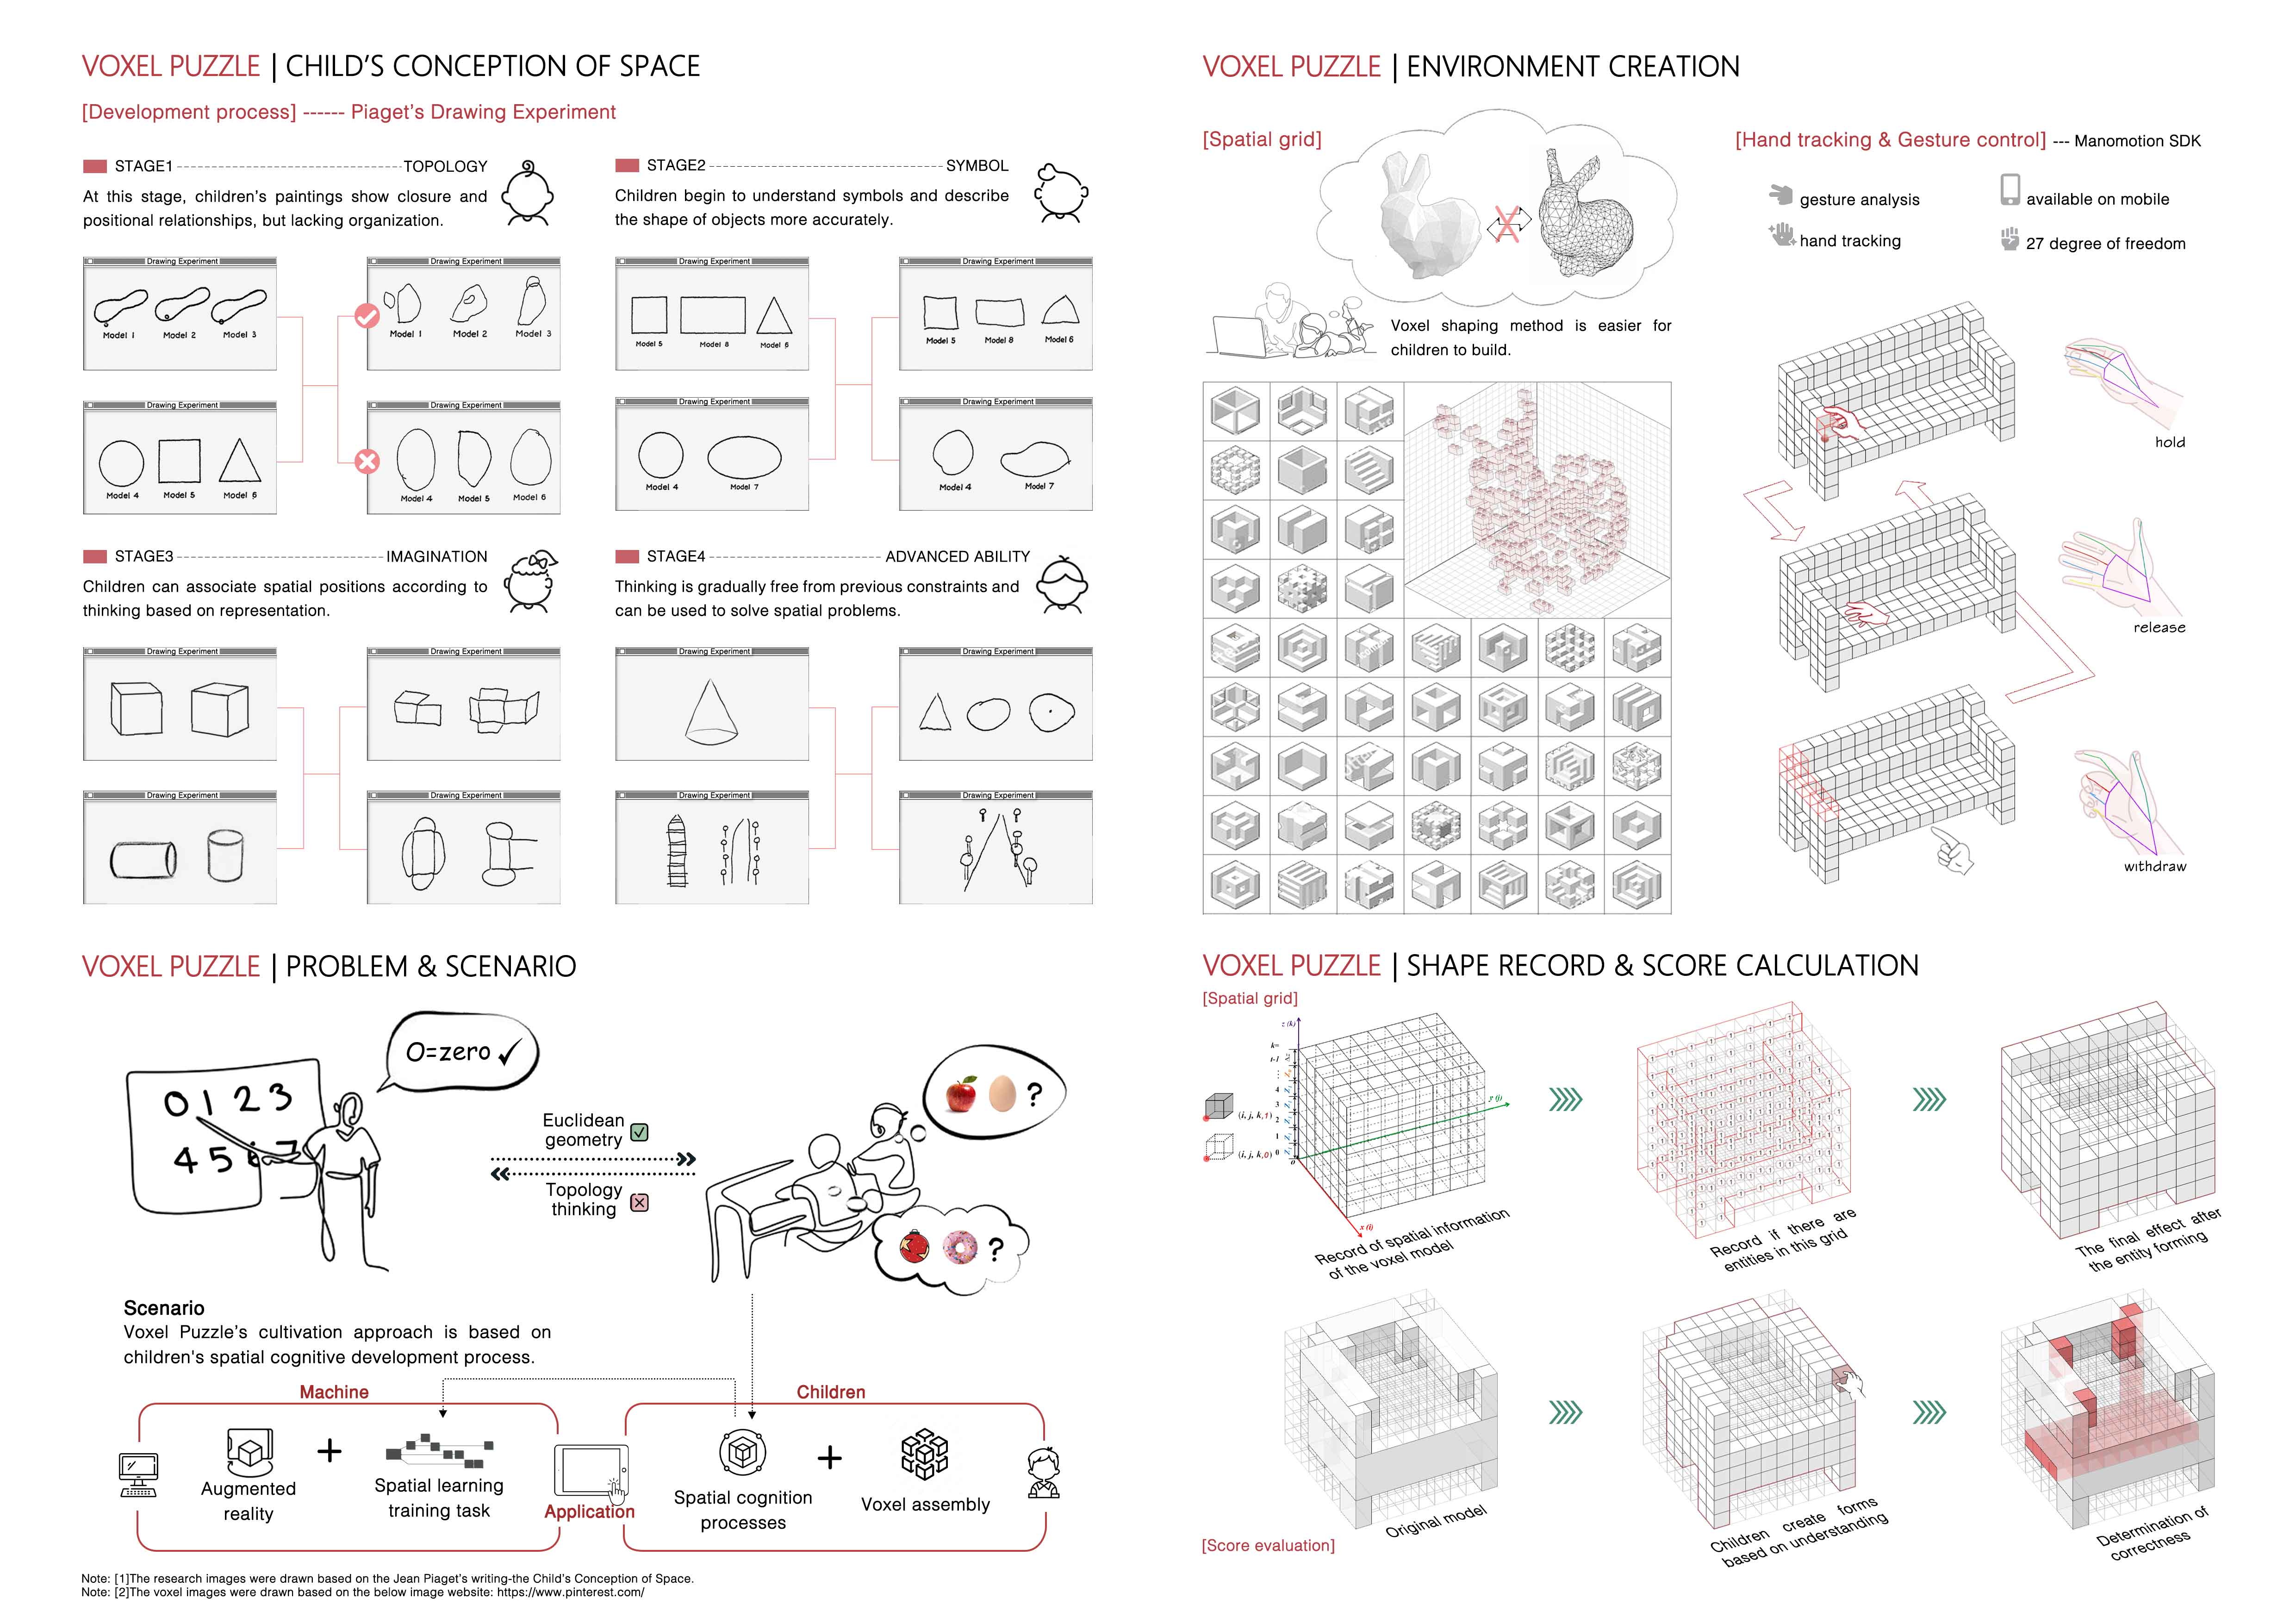 VOXEL PUZZLE | CHILD'S CONCEPTION OF SPACE
[Development process] ------ Piaget's Drawing Experiment
STAGE1 TOPOLOGY
At this stage, children's paintings show closure and
positional relationships, but lacking organization.
Drawing Experiment
Model 1 Model 2 Model 3
Drawing Experiment
Model 1 Model 2 Model 3
Drawing Experiment
Model 4 Model 5 Model 6
Drawing Experiment
Model 4 Model 5 Model 6
STAGE2 SYMBOL
Children begin to understand symbols and describe
the shape of objects more accurately.
Drawing Experiment
Model 5 Model 8 Model 6
Drawing Experiment
Model 5 Model 8 Model 6
Drawing Experiment
Model 4 Model 7
Drawing Experiment
Model 4 Model 7
STAGE3 IMAGINATION
Children can associate spatial positions according to
thinking based on representation.
Drawing Experiment
Drawing Experiment
Drawing Experiment
Drawing Experiment
STAGE4 ADVANCED ABILITY
Thinking is gradually free from previous constraints and
can be used to solve spatial problems.
Drawing Experiment
Drawing Experiment
Drawing Experiment
Drawing Experiment
VOXEL PUZZLE | ENVIRONMENT CREATION
[Spatial grid]
Voxel shaping method is easier for
children to build.
[Hand tracking & Gesture control] --- Manomotion SDK
gesture analysis
available on mobile
hand tracking
27 degree of freedom
hold
release
withdraw
VOXEL PUZZLE | PROBLEM & SCENARIO
O=zero
0 1 2 3
4 5
Euclidean
geometry
Topology
thinking
?
?
Scenario
Voxel Puzzle's cultivation approach is based on
children's spatial cognitive development process.
Machine
Children
Augmented
reality
+
Spatial learning
training task
Application
Spatial cognition
processes
+
Voxel assembly
Note: [1]The research images were drawn based on the Jean Piaget's writing-the Child's Conception of Space.
Note: [2]The voxel images were drawn based on the below image website: https://www.pinterest.com/
VOXEL PUZZLE | SHAPE RECORD & SCORE CALCULATION
[Spatial grid]
z (k)
k=
t-1
4
3
2
1
0
y (j)
x (i)
(i, j, k,1)
(i, j, k,0)
Record of spatial information
of the voxel model
Record if there are
entities in this grid
The final effect after
the entity forming
Original model
Children create forms
based on understanding
Determination of
correctness
[Score evaluation]